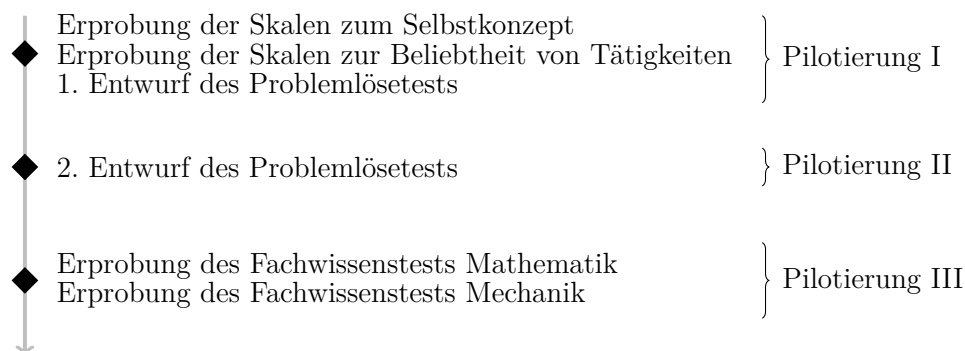 Erprobung der Skalen zum Selbstkonzept
Erprobung der Skalen zur Beliebtheit von Tätigkeiten
1. Entwurf des Problemlösetests
Pilotierung I
2. Entwurf des Problemlösetests
Pilotierung II
Erprobung des Fachwissenstests Mathematik
Erprobung des Fachwissenstests Mechanik
Pilotierung III